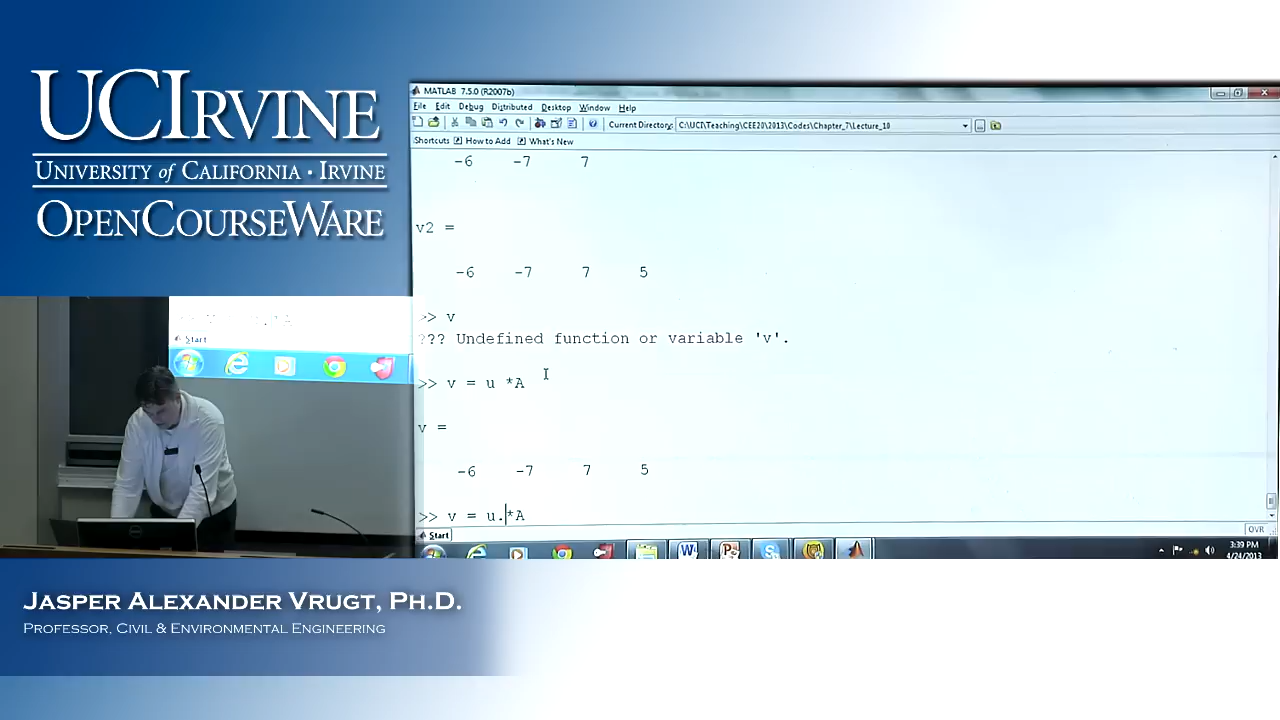 UCIRVINE
UNIVERSITY of CALIFORNIA • IRVINE
OPENCOURSEWARE
MATLAB 7.5.0 (R2007b)
File Edit Debug Distributed Desktop Window Help
Current Directory: C:\UCI\Teaching\CEE20\2013\Codes\Chapter_7\Lecture_10
Shortcuts How to Add What's New
-6 -7 7
v2 =
-6 -7 7 5
>> v
??? Undefined function or variable 'v'.
>> v = u *A
v =
-6 -7 7 5
>> v = u.*A
Start
OVR
3:39 PM
4/24/2013
Start
JASPER ALEXANDER VRUGT, PH.D.
PROFESSOR, CIVIL & ENVIRONMENTAL ENGINEERING